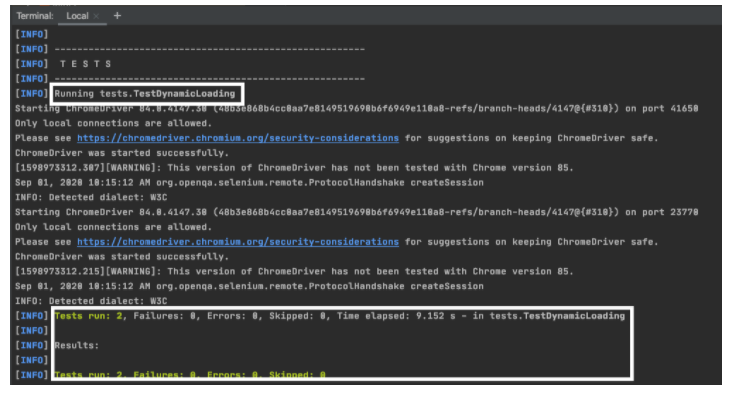 Terminal: Local × +
[INFO]
[INFO] -------------------------------------------------------
[INFO]  T E S T S
[INFO] -------------------------------------------------------
[INFO] Running tests.TestDynamicLoading
Starting ChromeDriver 84.0.4147.30 (48b3e868b4cc0aa7e8149519690b6f6949e110a8-refs/branch-heads/4147@{#310}) on port 41650
Only local connections are allowed.
Please see https://chromedriver.chromium.org/security-considerations for suggestions on keeping ChromeDriver safe.
ChromeDriver was started successfully.
[1598973312.307][WARNING]: This version of ChromeDriver has not been tested with Chrome version 85.
Sep 01, 2020 10:15:12 AM org.openqa.selenium.remote.ProtocolHandshake createSession
INFO: Detected dialect: W3C
Starting ChromeDriver 84.0.4147.30 (48b3e868b4cc0aa7e8149519690b6f6949e110a8-refs/branch-heads/4147@{#310}) on port 23770
Only local connections are allowed.
Please see https://chromedriver.chromium.org/security-considerations for suggestions on keeping ChromeDriver safe.
ChromeDriver was started successfully.
[1598973312.215][WARNING]: This version of ChromeDriver has not been tested with Chrome version 85.
Sep 01, 2020 10:15:12 AM org.openqa.selenium.remote.ProtocolHandshake createSession
INFO: Detected dialect: W3C
[INFO] Tests run: 2, Failures: 0, Errors: 0, Skipped: 0, Time elapsed: 9.152 s - in tests.TestDynamicLoading
[INFO]
[INFO] Results:
[INFO]
[INFO] Tests run: 2, Failures: 0, Errors: 0, Skipped: 0